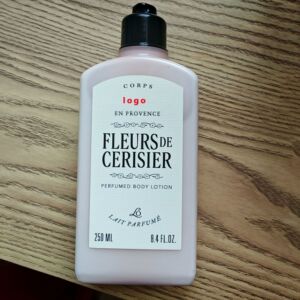 CORPS
logo
EN PROVENCE
FLEURS DE
CERISIER
PERFUMED BODY LOTION
LAIT PARFUMÉ
250 ML 8.4 FL.OZ.